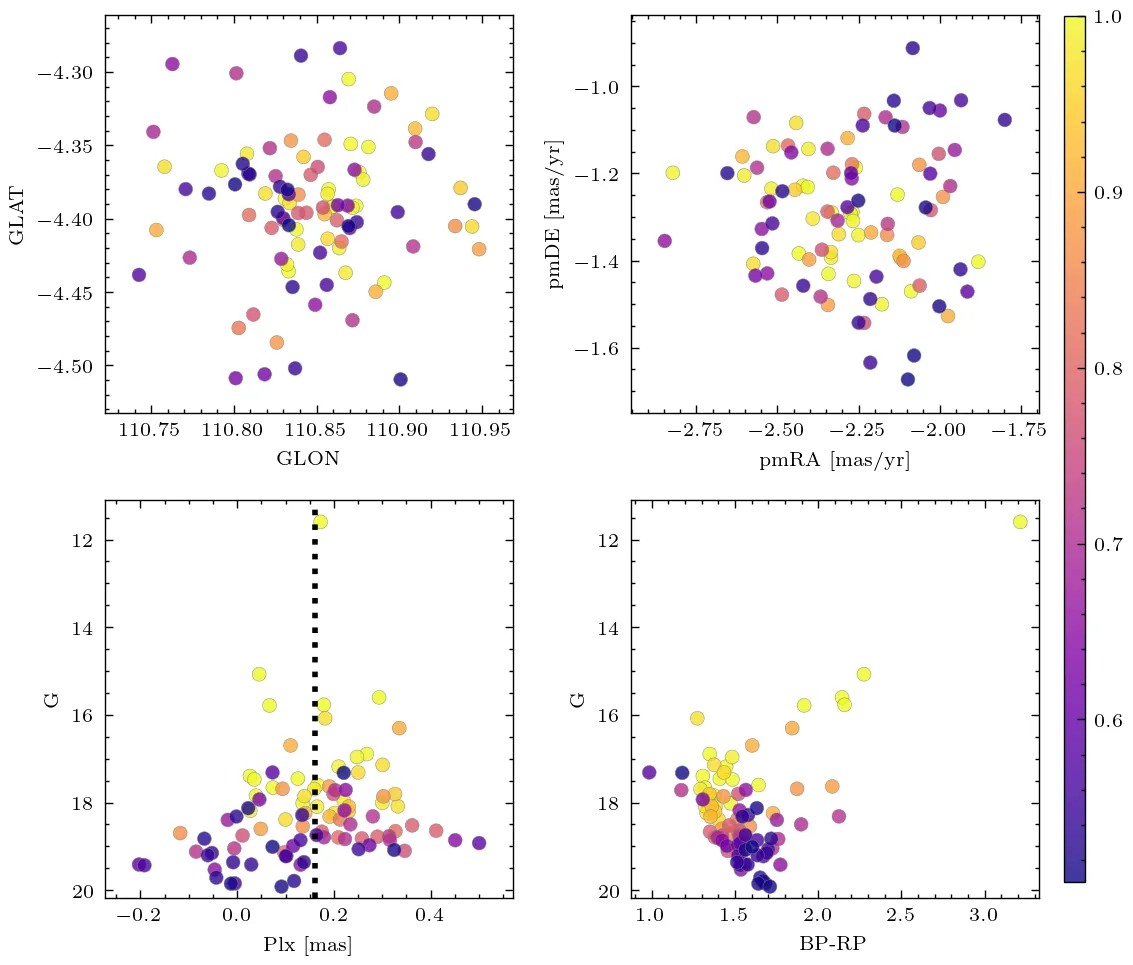 −4.30
−4.35
−4.40
−4.45
−4.50
GLAT
110.75 110.80 110.85 110.90 110.95
GLON
−1.0
−1.2
−1.4
−1.6
pmDE [mas/yr]
−2.75 −2.50 −2.25 −2.00 −1.75
pmRA [mas/yr]
1.0
0.9
0.8
0.7
0.6
12
14
16
18
20
G
−0.2 0.0 0.2 0.4
Plx [mas]
12
14
16
18
20
G
1.0 1.5 2.0 2.5 3.0
BP-RP